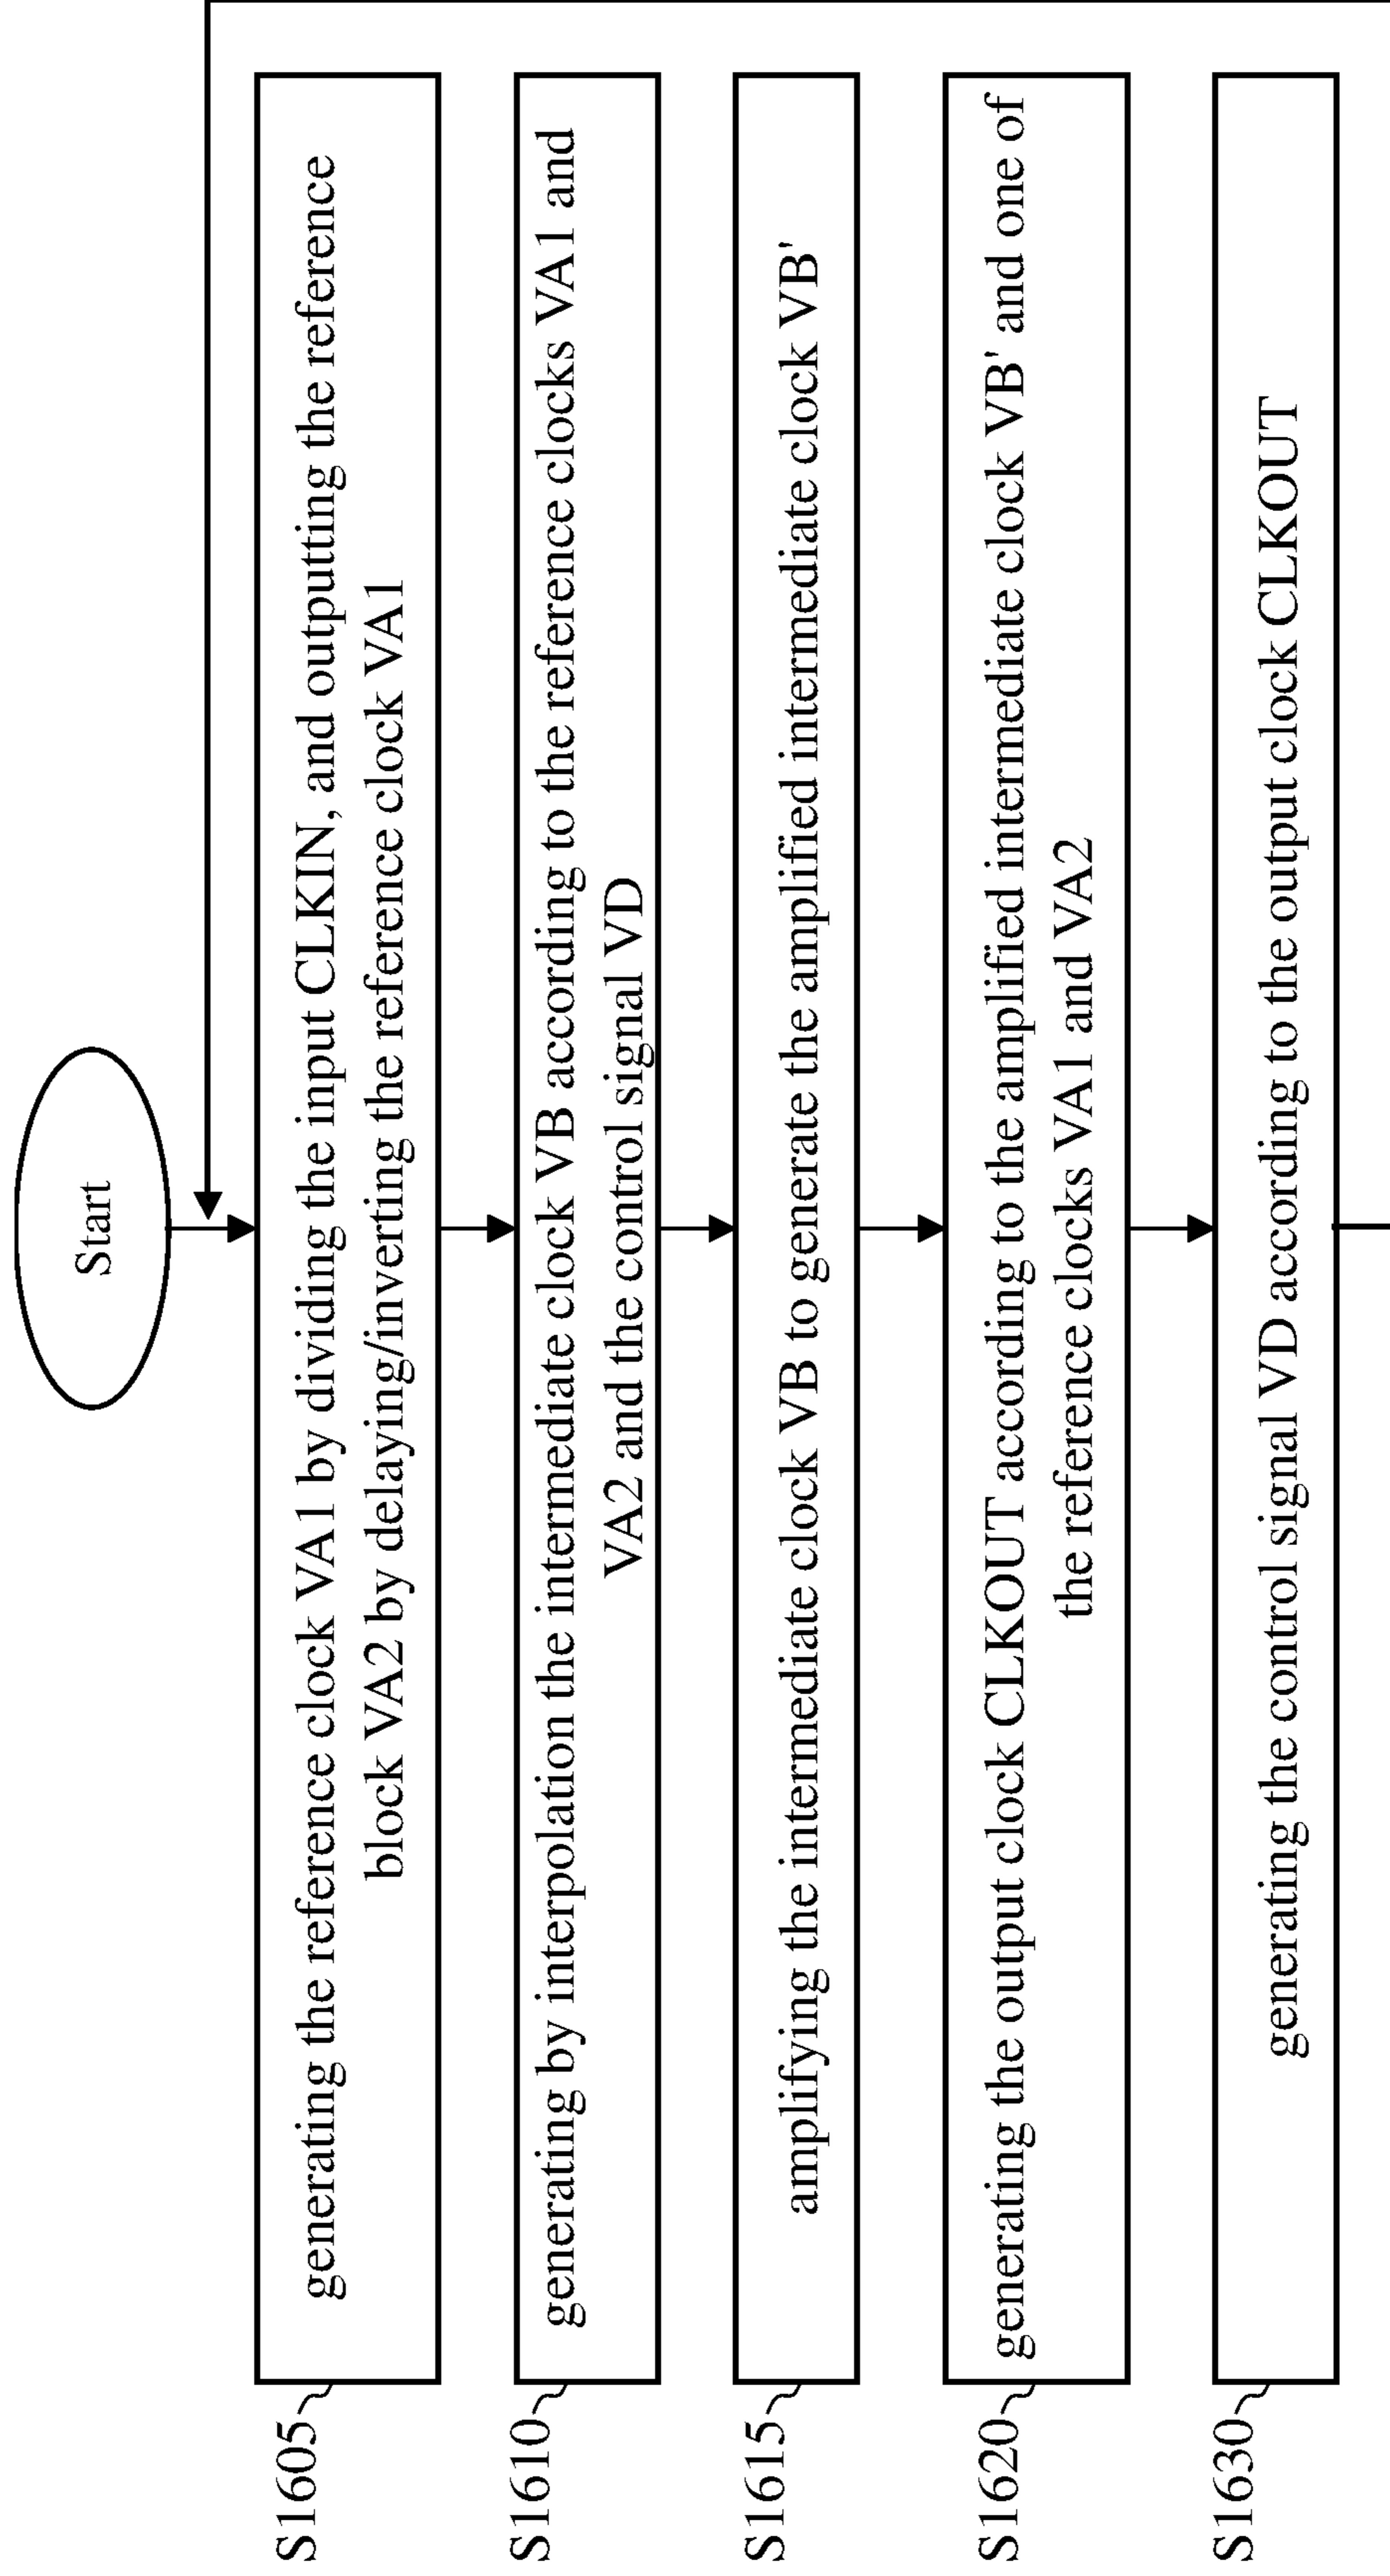 Start
S1605
generating the reference clock VA1 by dividing the input CLKIN, and outputting the reference
block VA2 by delaying/inverting the reference clock VA1
S1610
generating by interpolation the intermediate clock VB according to the reference clocks VA1 and
VA2 and the control signal VD
S1615
amplifying the intermediate clock VB to generate the amplified intermediate clock VB'
S1620
generating the output clock CLKOUT according to the amplified intermediate clock VB' and one of
the reference clocks VA1 and VA2
S1630
generating the control signal VD according to the output clock CLKOUT